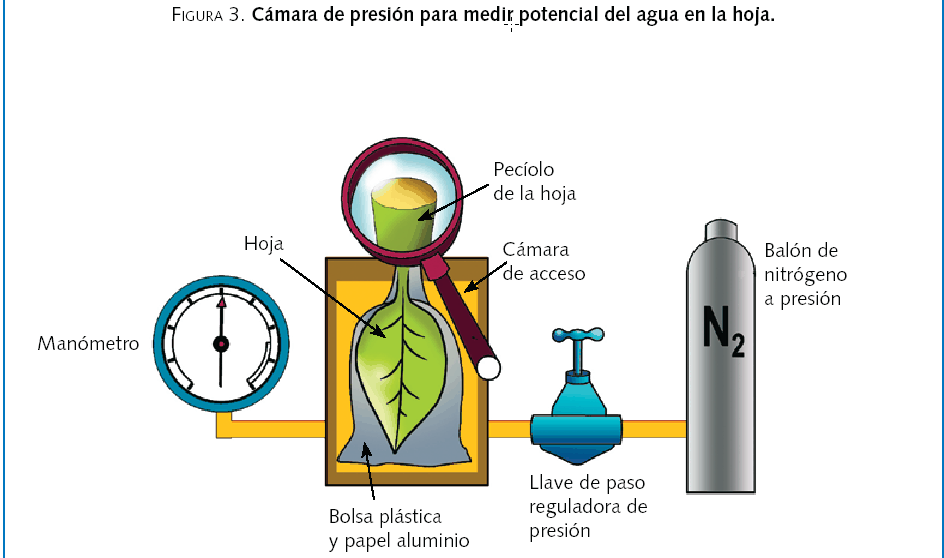 FIGURA 3. Cámara de presión para medir potencial del agua en la hoja.
Pecíolo
de la hoja
Hoja
Cámara
de acceso
Balón de
nitrógeno
a presión
Manómetro
N2
Llave de paso
reguladora de
presión
Bolsa plástica
y papel aluminio